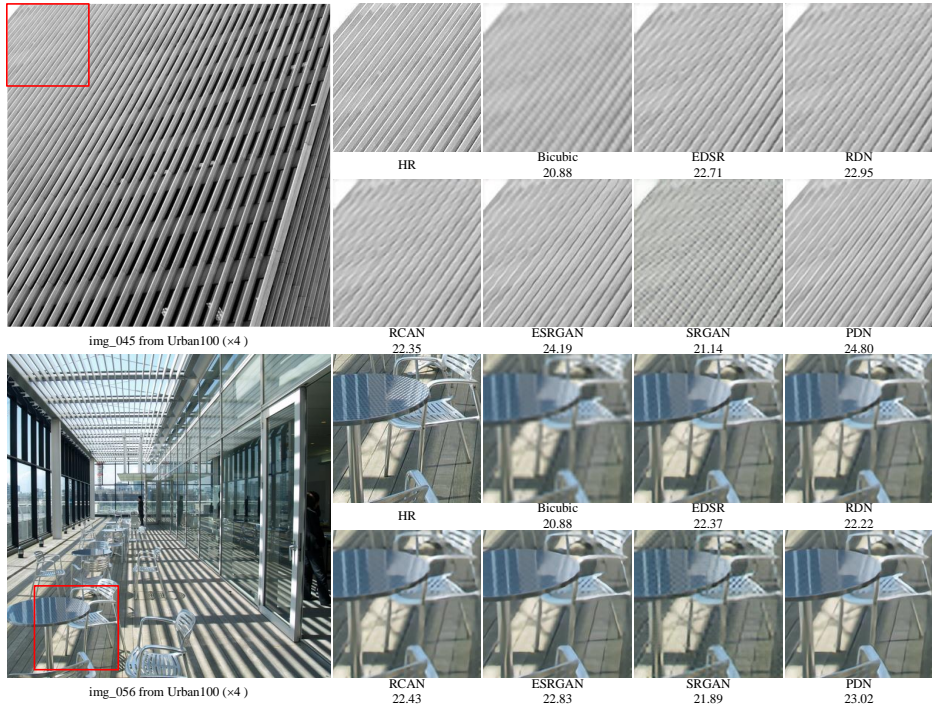 HR
Bicubic
20.88
EDSR
22.71
RDN
22.95
RCAN
22.35
ESRGAN
24.19
SRGAN
21.14
PDN
24.80
img_045 from Urban100 (×4 )
HR
Bicubic
20.88
EDSR
22.37
RDN
22.22
RCAN
22.43
ESRGAN
22.83
SRGAN
21.89
PDN
23.02
img_056 from Urban100 (×4 )